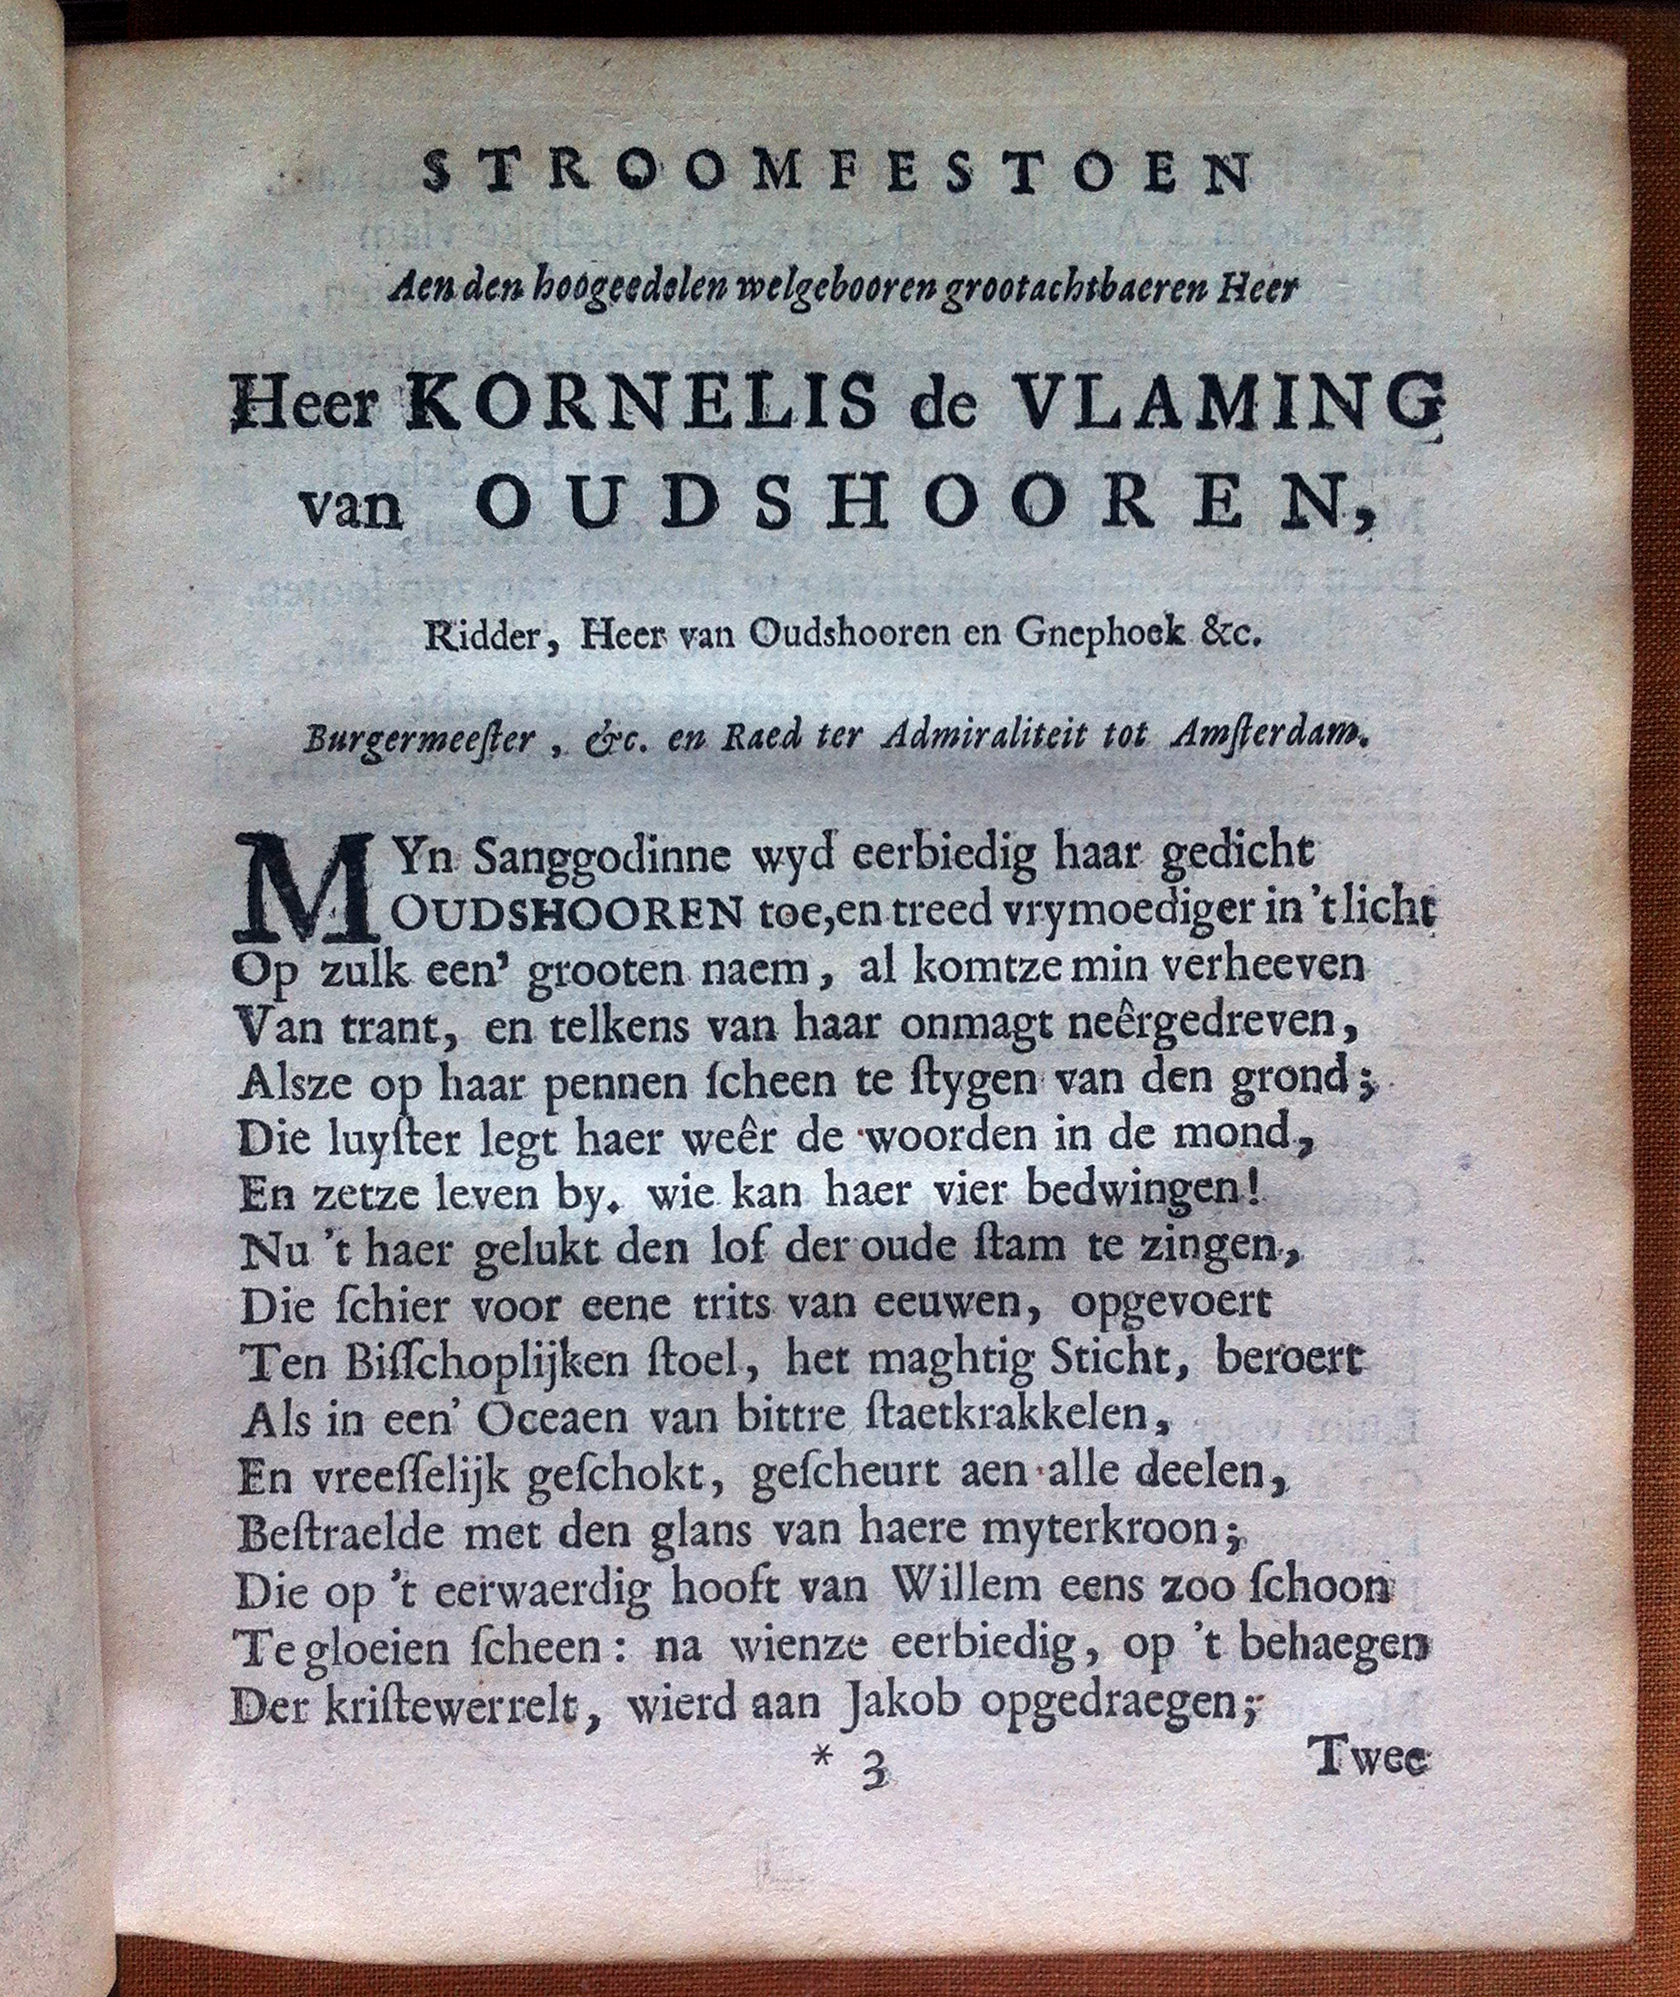 STROOMFESTOEN
Aen den hoogeedelen welgebooren grootachtbaeren Heer
Heer KORNELIS de VLAMING
van OUDSHOOREN,
Ridder, Heer van Oudshooren en Gnephoek &c.
Burgermeeſter, &c. en Raed ter Admiraliteit tot Amſterdam.
MYn Sanggodinne wyd eerbiedig haar gedicht
OUDSHOOREN toe, en treed vrymoediger in 't licht
Op zulk een' grooten naem, al komtze min verheeven
Van trant, en telkens van haar onmagt neêrgedreven,
Alsze op haar pennen ſcheen te ſtygen van den grond;
Die luyſter legt haer weêr de woorden in de mond,
En zetze leven by. wie kan haer vier bedwingen!
Nu 't haer gelukt den lof der oude ſtam te zingen,
Die ſchier voor eene trits van eeuwen, opgevoert
Ten Biſſchoplijken ſtoel, het maghtig Sticht, beroert
Als in een' Oceaen van bittre ſtaetkrakkelen,
En vreeſſelijk geſchokt, geſcheurt aen alle deelen,
Beſtraelde met den glans van haere myterkroon;
Die op 't eerwaerdig hooft van Willem eens zoo ſchoon
Te gloeien ſcheen: na wienze eerbiedig, op 't behaegen
Der kriſtewerrelt, wierd aan Jakob opgedraegen;
* 3
Twee